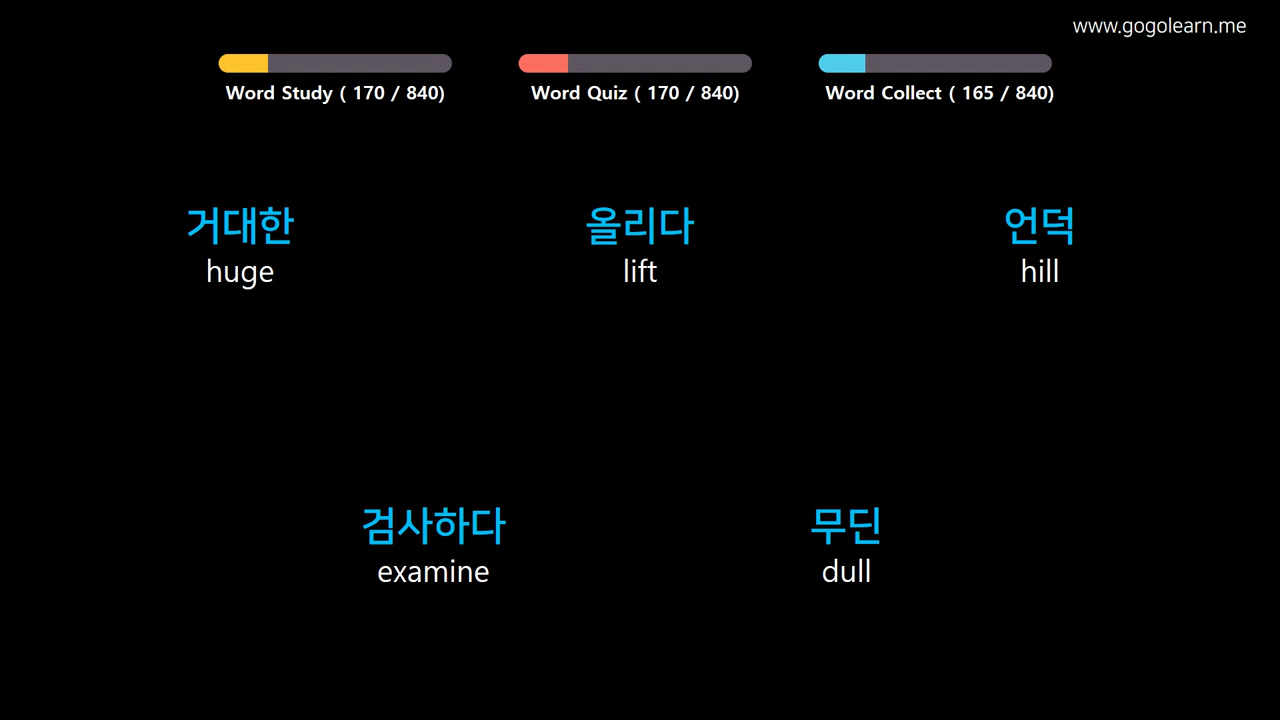 www.gogolearn.me
Word Study ( 170 / 840)
Word Quiz ( 170 / 840)
Word Collect ( 165 / 840)
거대한
huge
올리다
lift
언덕
hill
검사하다
examine
무딘
dull